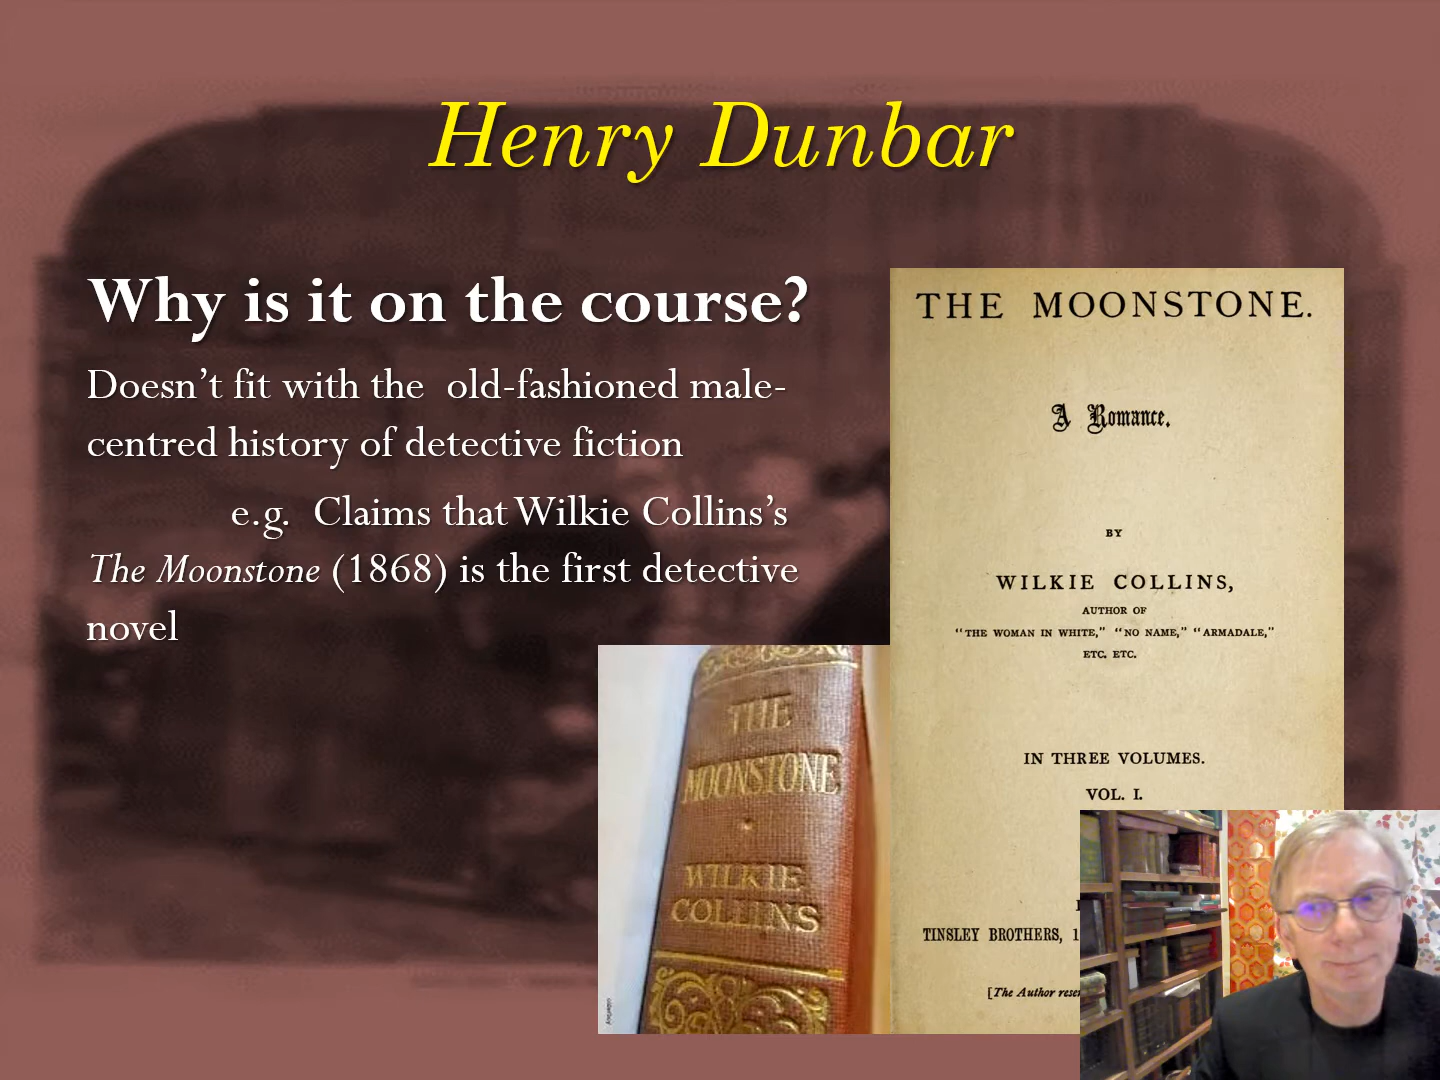 Henry Dunbar
Why is it on the course?
Doesn't fit with the  old-fashioned male-
centred history of detective fiction
e.g.  Claims that Wilkie Collins's
The Moonstone (1868) is the first detective
novel
THE MOONSTONE.
A Romance.
BY
WILKIE COLLINS,
AUTHOR OF
"THE WOMAN IN WHITE," "NO NAME," "ARMADALE,"
ETC. ETC.
IN THREE VOLUMES.
VOL. I.
TINSLEY BROTHERS, 1
[The Author
THE
MOONSTONE
WILKIE
COLLINS